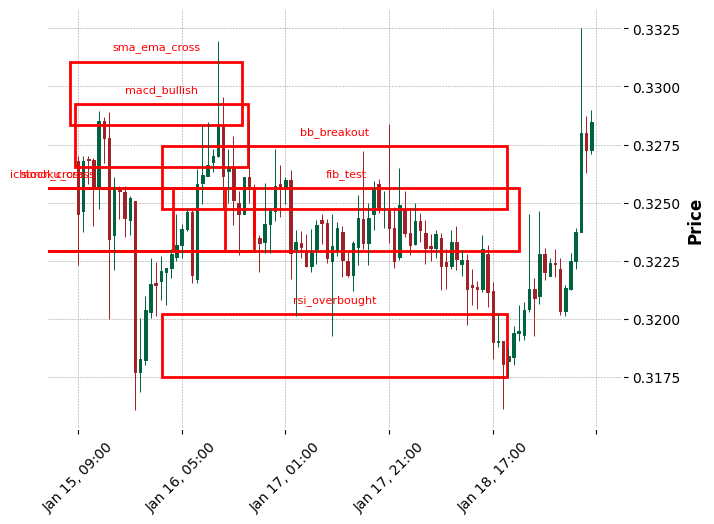 sma_ema_cross
macd_bullish
bb_breakout
fib_test
rsi_overbought
0.3325
0.3300
0.3275
0.3250
0.3225
0.3200
0.3175
Price
Jan 15, 09:00
Jan 16, 05:00
Jan 17, 01:00
Jan 17, 21:00
Jan 18, 17:00